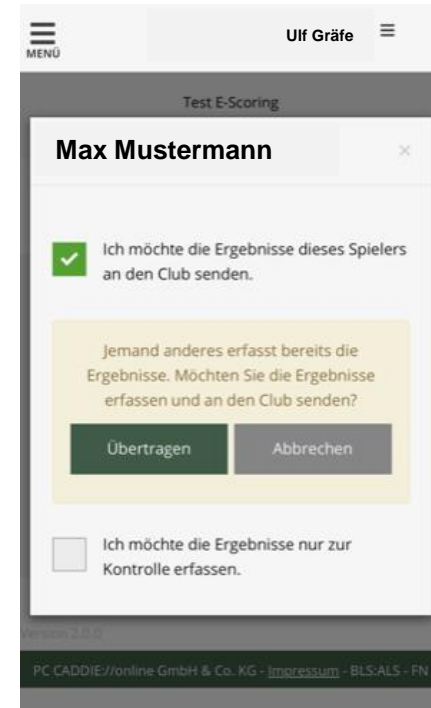 MENÜ
Ulf Gräfe
Test E-Scoring
Max Mustermann
×
Ich möchte die Ergebnisse dieses Spielers
an den Club senden.
Jemand anderes erfasst bereits die
Ergebnisse. Möchten Sie die Ergebnisse
erfassen und an den Club senden?
Übertragen
Abbrechen
Ich möchte die Ergebnisse nur zur
Kontrolle erfassen.
Version 2.0.0
PC CADDIE://online GmbH & Co. KG - Impressum - BLS:ALS - FN